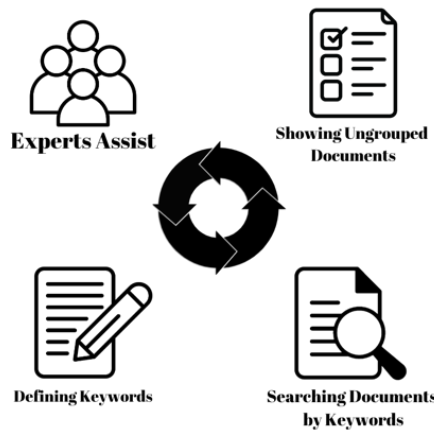 Experts Assist
Showing Ungrouped
Documents
Defining Keywords
Searching Documents
by Keywords